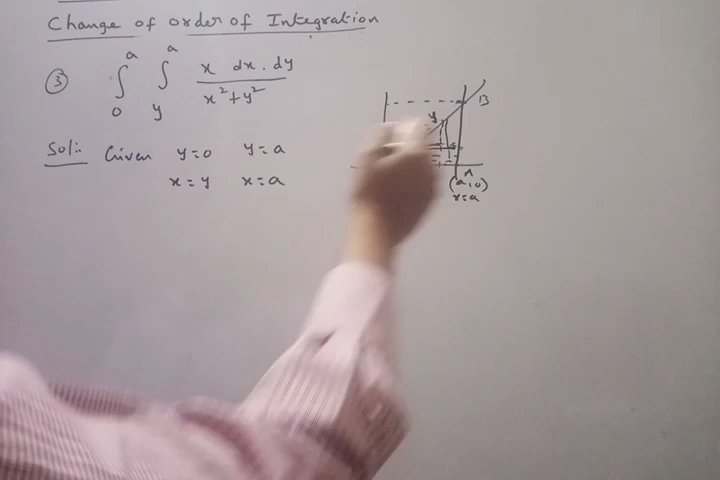 Change of order of Integration
③ ∫₀ᵃ ∫ᵧᵃ x dx. dy / x²+y²
Sol:- Given y=0 y=a
x=y x=a
B
y
A
(a,0)
x=a